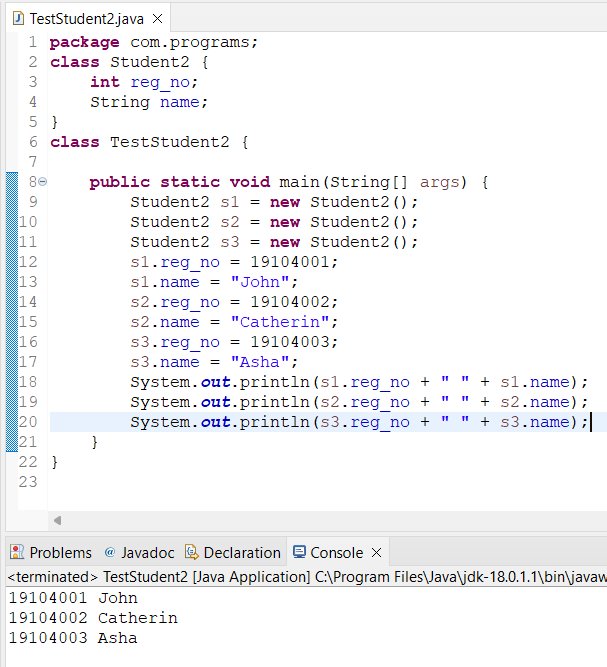 TestStudent2.java
1 package com.programs;
2 class Student2 {
3     int reg_no;
4     String name;
5 }
6 class TestStudent2 {
7
8     public static void main(String[] args) {
9         Student2 s1 = new Student2();
10         Student2 s2 = new Student2();
11         Student2 s3 = new Student2();
12         s1.reg_no = 19104001;
13         s1.name = "John";
14         s2.reg_no = 19104002;
15         s2.name = "Catherin";
16         s3.reg_no = 19104003;
17         s3.name = "Asha";
18         System.out.println(s1.reg_no + " " + s1.name);
19         System.out.println(s2.reg_no + " " + s2.name);
20         System.out.println(s3.reg_no + " " + s3.name);
21     }
22 }
23
Problems @ Javadoc Declaration Console
<terminated> TestStudent2 [Java Application] C:\Program Files\Java\jdk-18.0.1.1\bin\javaw
19104001 John
19104002 Catherin
19104003 Asha